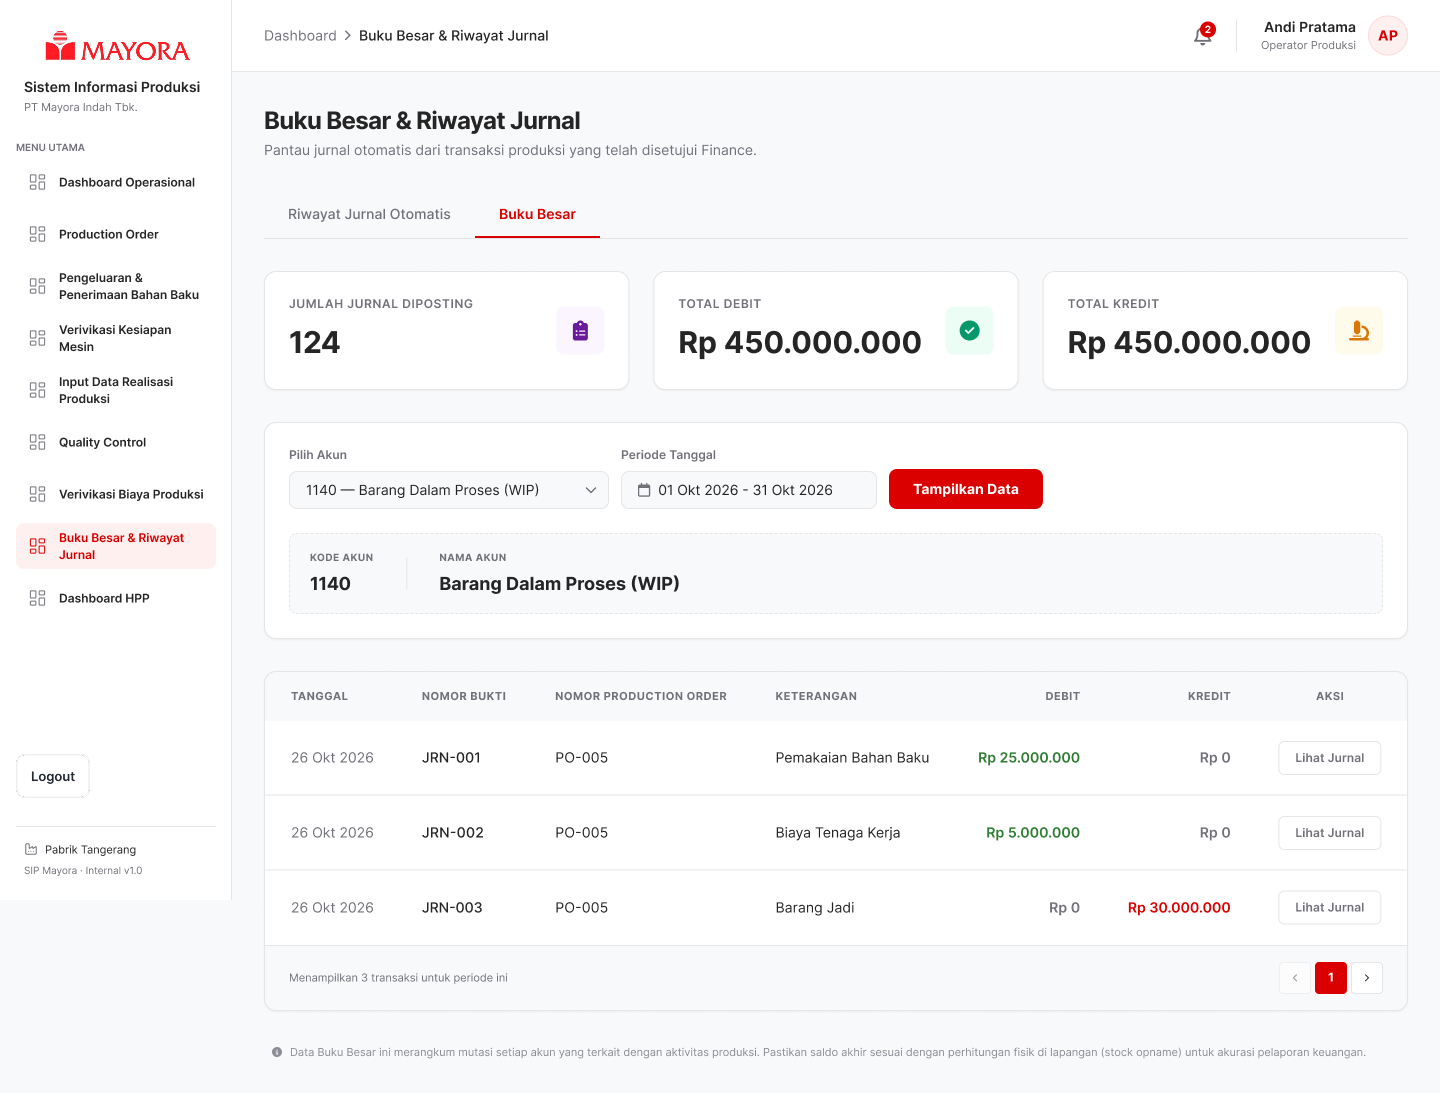 MAYORA
Sistem Informasi Produksi
PT Mayora Indah Tbk.
MENU UTAMA
Dashboard Operasional
Production Order
Pengeluaran &
Penerimaan Bahan Baku
Verivikasi Kesiapan
Mesin
Input Data Realisasi
Produksi
Quality Control
Verivikasi Biaya Produksi
Buku Besar & Riwayat
Jurnal
Dashboard HPP
Logout
Pabrik Tangerang
SIP Mayora · Internal v1.0
Dashboard > Buku Besar & Riwayat Jurnal
2
Andi Pratama
Operator Produksi
AP
Buku Besar & Riwayat Jurnal
Pantau jurnal otomatis dari transaksi produksi yang telah disetujui Finance.
Riwayat Jurnal Otomatis Buku Besar
JUMLAH JURNAL DIPOSTING
124
TOTAL DEBIT
Rp 450.000.000
TOTAL KREDIT
Rp 450.000.000
Pilih Akun
1140 — Barang Dalam Proses (WIP)
Periode Tanggal
01 Okt 2026 - 31 Okt 2026
Tampilkan Data
KODE AKUN
1140
NAMA AKUN
Barang Dalam Proses (WIP)
TANGGAL NOMOR BUKTI NOMOR PRODUCTION ORDER KETERANGAN DEBIT KREDIT AKSI
26 Okt 2026 JRN-001 PO-005 Pemakaian Bahan Baku Rp 25.000.000 Rp 0 Lihat Jurnal
26 Okt 2026 JRN-002 PO-005 Biaya Tenaga Kerja Rp 5.000.000 Rp 0 Lihat Jurnal
26 Okt 2026 JRN-003 PO-005 Barang Jadi Rp 0 Rp 30.000.000 Lihat Jurnal
Menampilkan 3 transaksi untuk periode ini
‹ 1 ›
Data Buku Besar ini merangkum mutasi setiap akun yang terkait dengan aktivitas produksi. Pastikan saldo akhir sesuai dengan perhitungan fisik di lapangan (stock opname) untuk akurasi pelaporan keuangan.